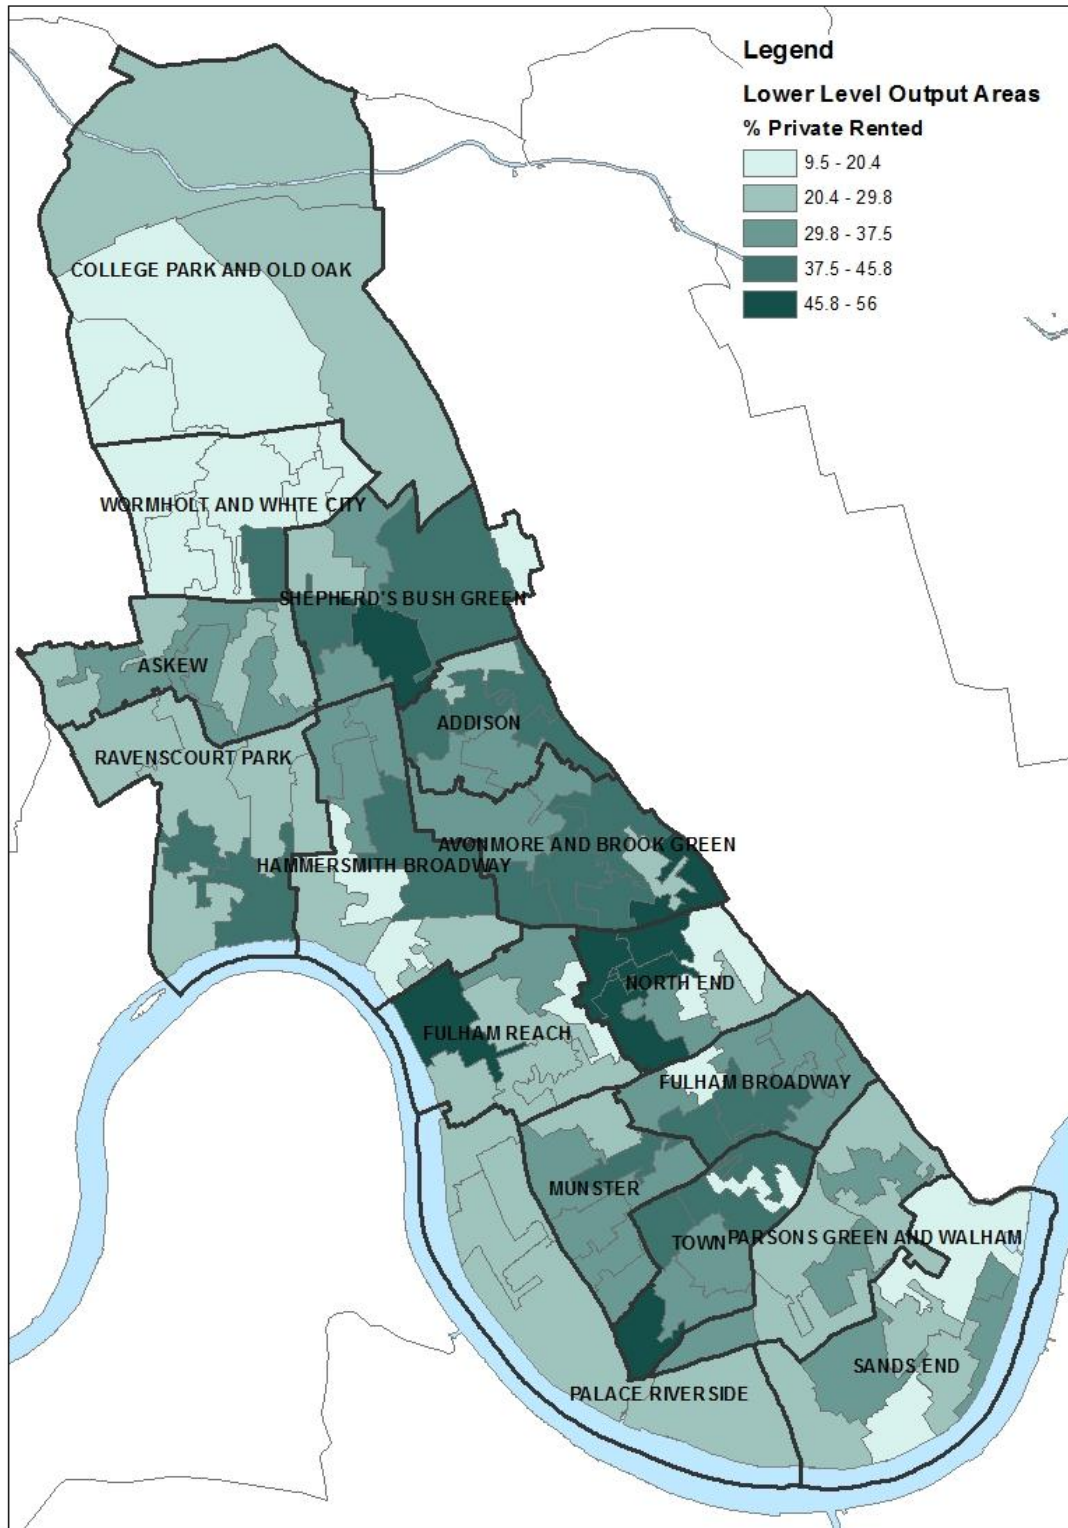 Legend
Lower Level Output Areas
% Private Rented
9.5 - 20.4
20.4 - 29.8
29.8 - 37.5
37.5 - 45.8
45.8 - 56
COLLEGE PARK AND OLD OAK
WORMHOLT AND WHITE CITY
SHEPHERD'S BUSH GREEN
ASKEW
ADDISON
RAVENSCOURT PARK
AVONMORE AND BROOK GREEN
HAMMERSMITH BROADWAY
NORTH END
FULHAM REACH
FULHAM BROADWAY
MUNSTER
TOWN
PARSONS GREEN AND WALHAM
SANDS END
PALACE RIVERSIDE